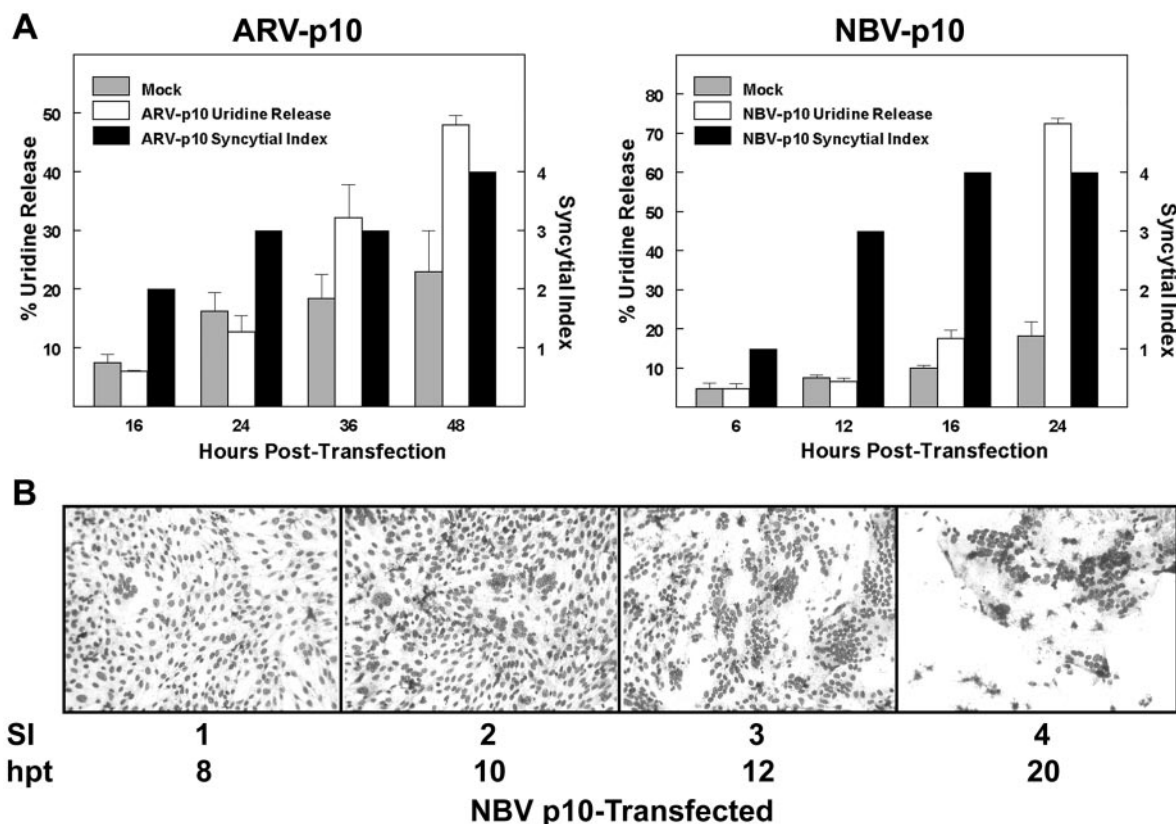 A
ARV-p10
NBV-p10
Mock
ARV-p10 Uridine Release
ARV-p10 Syncytial Index
50
40
30
20
10
% Uridine Release
4
3
2
1
Syncytial Index
16 24 36 48
Hours Post-Transfection
Mock
NBV-p10 Uridine Release
NBV-p10 Syncytial Index
80
70
60
50
40
30
20
10
% Uridine Release
4
3
2
1
Syncytial Index
6 12 16 24
Hours Post-Transfection
B
SI 1 2 3 4
hpt 8 10 12 20
NBV p10-Transfected